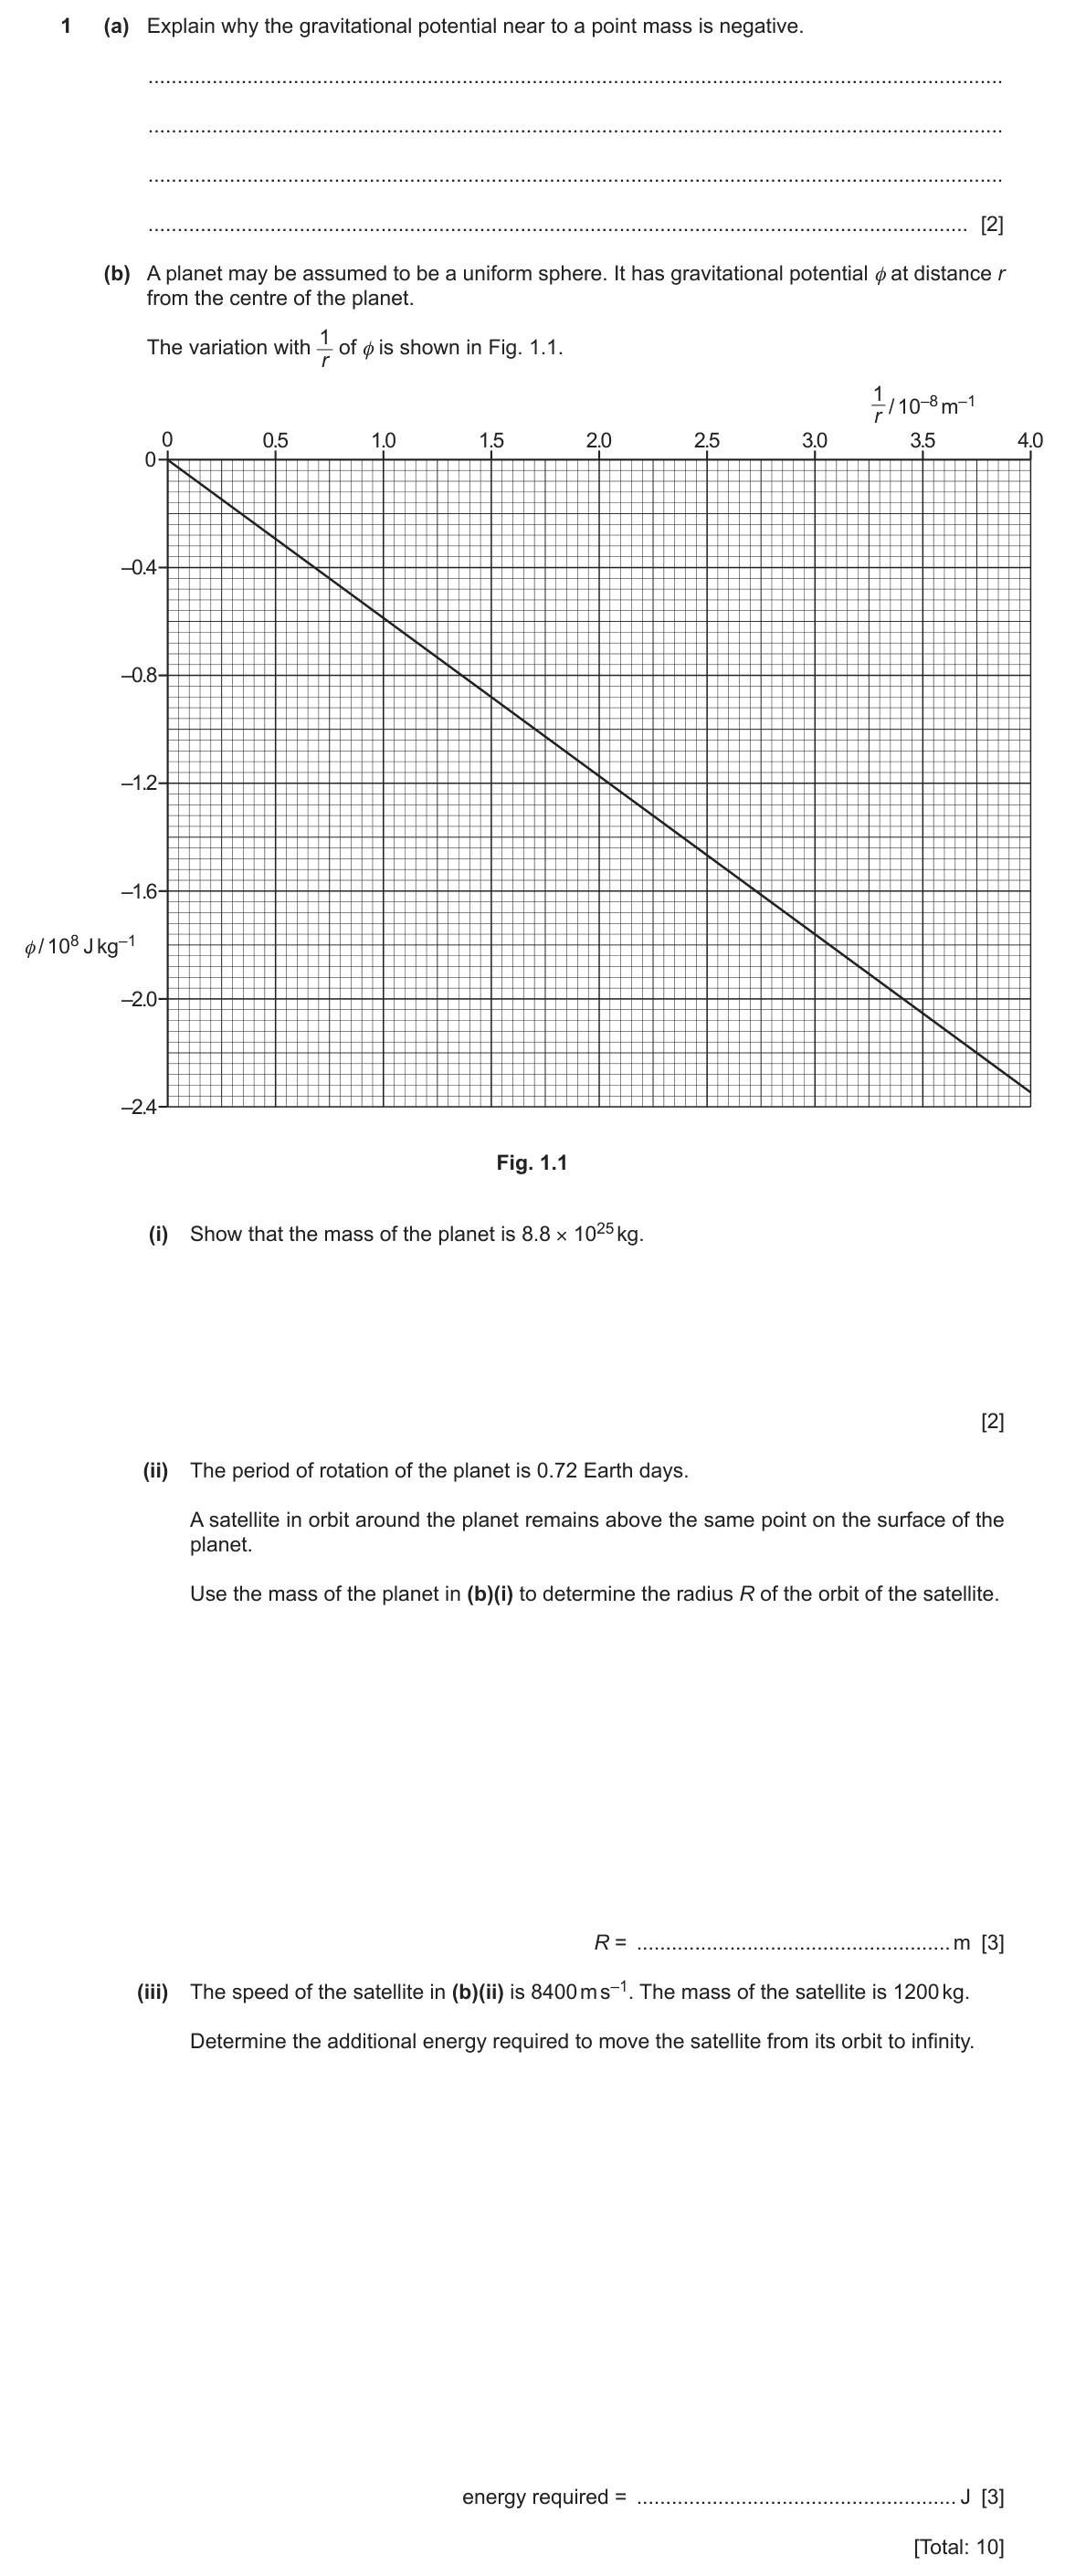 1 (a) Explain why the gravitational potential near to a point mass is negative.
....................................................................................................................................................
....................................................................................................................................................
....................................................................................................................................................
.............................................................................................................................................. [2]
(b) A planet may be assumed to be a uniform sphere. It has gravitational potential ϕ at distance r
from the centre of the planet.
The variation with 1/r of ϕ is shown in Fig. 1.1.
1/r / 10⁻⁸ m⁻¹
0 0.5 1.0 1.5 2.0 2.5 3.0 3.5 4.0
0
–0.4
–0.8
–1.2
–1.6
ϕ / 10⁸ J kg⁻¹
–2.0
–2.4
Fig. 1.1
(i) Show that the mass of the planet is 8.8 × 10²⁵ kg.
[2]
(ii) The period of rotation of the planet is 0.72 Earth days.
A satellite in orbit around the planet remains above the same point on the surface of the
planet.
Use the mass of the planet in (b)(i) to determine the radius R of the orbit of the satellite.
R = ...................................................... m [3]
(iii) The speed of the satellite in (b)(ii) is 8400 m s⁻¹. The mass of the satellite is 1200 kg.
Determine the additional energy required to move the satellite from its orbit to infinity.
energy required = ...................................................... J [3]
[Total: 10]